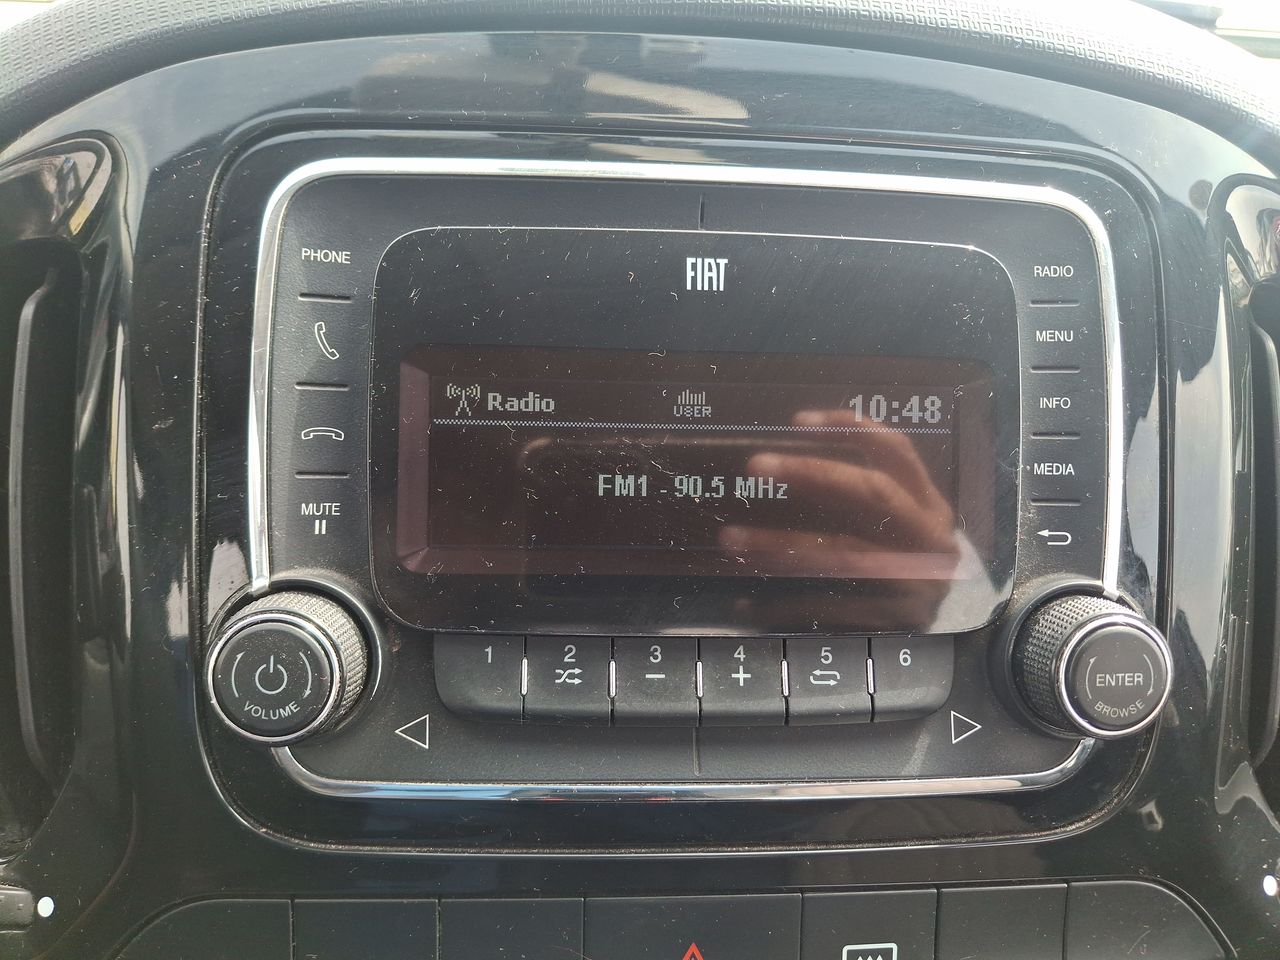 FIAT
PHONE
MUTE
RADIO
MENU
INFO
MEDIA
Radio
USER
10:48
FM1 - 90.5 MHz
1 2 3 4 5 6
VOLUME
ENTER
BROWSE